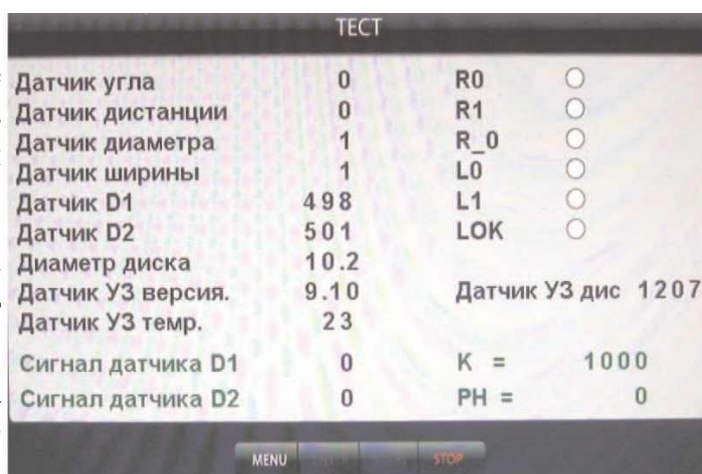 ТЕСТ
Датчик угла 0 R0
Датчик дистанции 0 R1
Датчик диаметра 1 R_0
Датчик ширины 1 L0
Датчик D1 498 L1
Датчик D2 501 LOK
Диаметр диска 10.2
Датчик УЗ версия. 9.10 Датчик УЗ дис 1207
Датчик УЗ темр. 23
Сигнал датчика D1 0 K = 1000
Сигнал датчика D2 0 PH = 0
MENU STOP